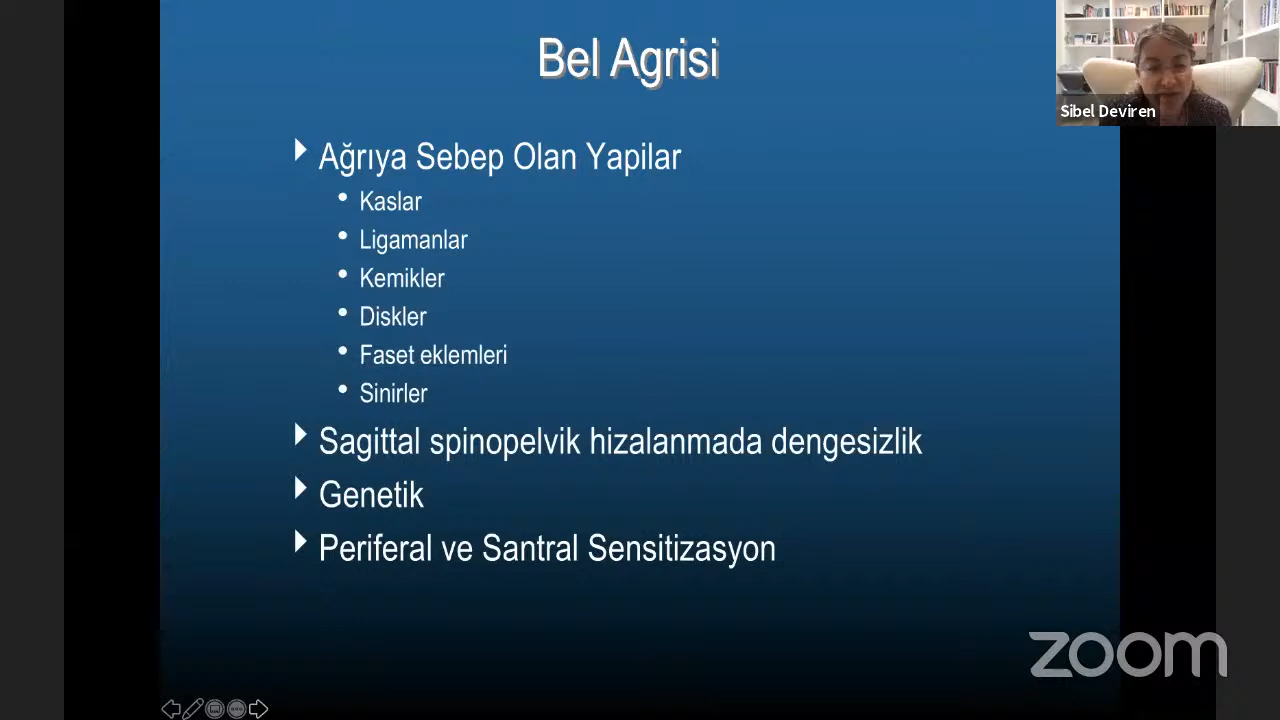 Bel Agrisi
Sibel Deviren
Ağrıya Sebep Olan Yapilar
Kaslar
Ligamanlar
Kemikler
Diskler
Faset eklemleri
Sinirler
Sagittal spinopelvik hizalanmada dengesizlik
Genetik
Periferal ve Santral Sensitizasyon
zoom